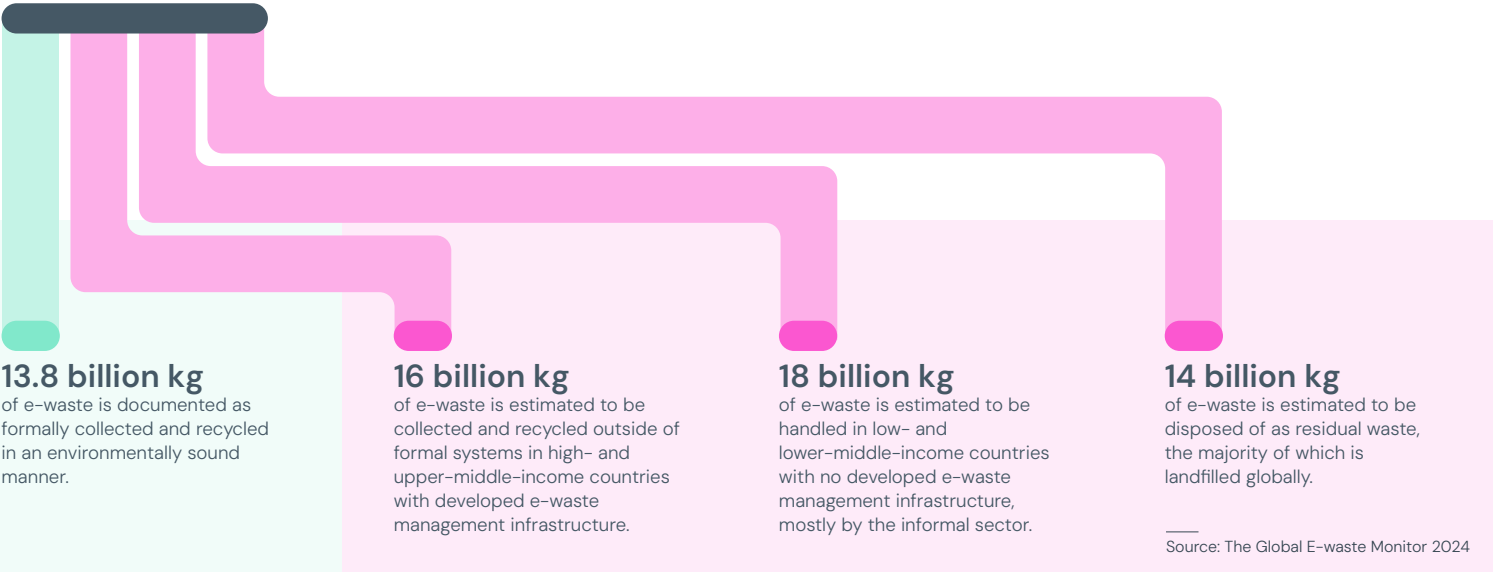 13.8 billion kg
of e-waste is documented as
formally collected and recycled
in an environmentally sound
manner.
16 billion kg
of e-waste is estimated to be
collected and recycled outside of
formal systems in high- and
upper-middle-income countries
with developed e-waste
management infrastructure.
18 billion kg
of e-waste is estimated to be
handled in low- and
lower-middle-income countries
with no developed e-waste
management infrastructure,
mostly by the informal sector.
14 billion kg
of e-waste is estimated to be
disposed of as residual waste,
the majority of which is
landfilled globally.
Source: The Global E-waste Monitor 2024